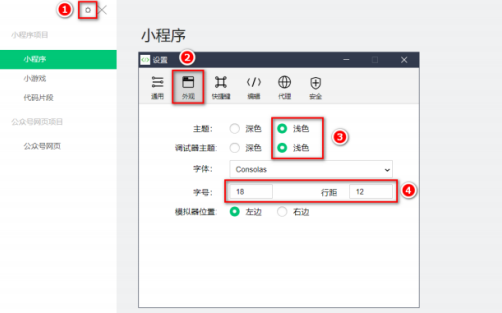 1
小程序项目
小程序
小程序
小游戏
代码片段
公众号网页项目
公众号网页
设置
2
通用 外观 快捷键 编辑 代理 安全
主题： 深色 浅色
调试器主题： 深色 浅色
3
字体： Consolas
字号： 18 行距 12
4
模拟器位置： 左边 右边